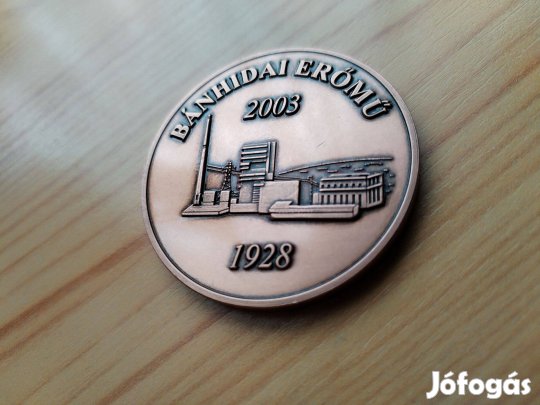 BÁNHIDAI ERŐMŰ
2003
1928
Jófogás